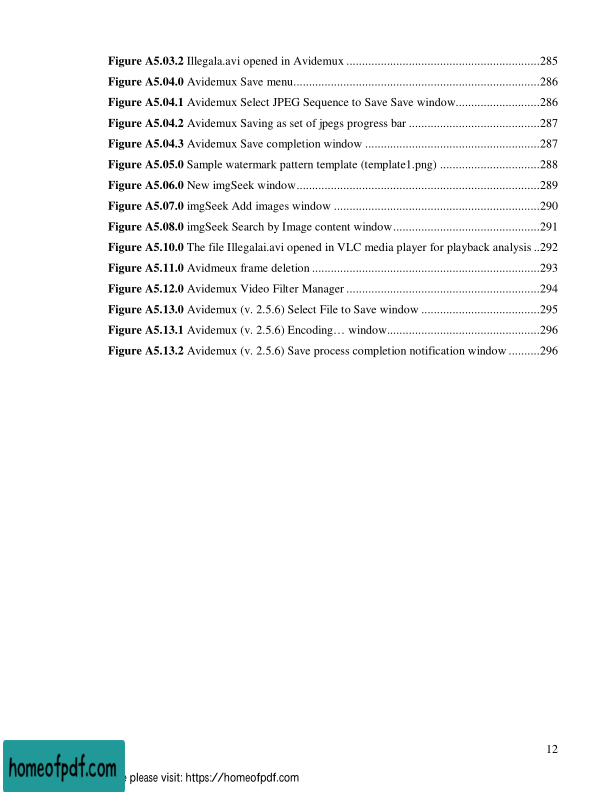 Figure A5.03.2 Illegala.avi opened in Avidemux ..............................................................285
Figure A5.04.0 Avidemux Save menu...............................................................................286
Figure A5.04.1 Avidemux Select JPEG Sequence to Save Save window...........................286
Figure A5.04.2 Avidemux Saving as set of jpegs progress bar ..........................................287
Figure A5.04.3 Avidemux Save completion window ........................................................287
Figure A5.05.0 Sample watermark pattern template (template1.png) ................................288
Figure A5.06.0 New imgSeek window..............................................................................289
Figure A5.07.0 imgSeek Add images window ..................................................................290
Figure A5.08.0 imgSeek Search by Image content window...............................................291
Figure A5.10.0 The file Illegalai.avi opened in VLC media player for playback analysis ..292
Figure A5.11.0 Avidmeux frame deletion .........................................................................293
Figure A5.12.0 Avidemux Video Filter Manager ..............................................................294
Figure A5.13.0 Avidemux (v. 2.5.6) Select File to Save window ......................................295
Figure A5.13.1 Avidemux (v. 2.5.6) Encoding… window.................................................296
Figure A5.13.2 Avidemux (v. 2.5.6) Save process completion notification window ..........296
12
homeofpdf.com
please visit: https://homeofpdf.com